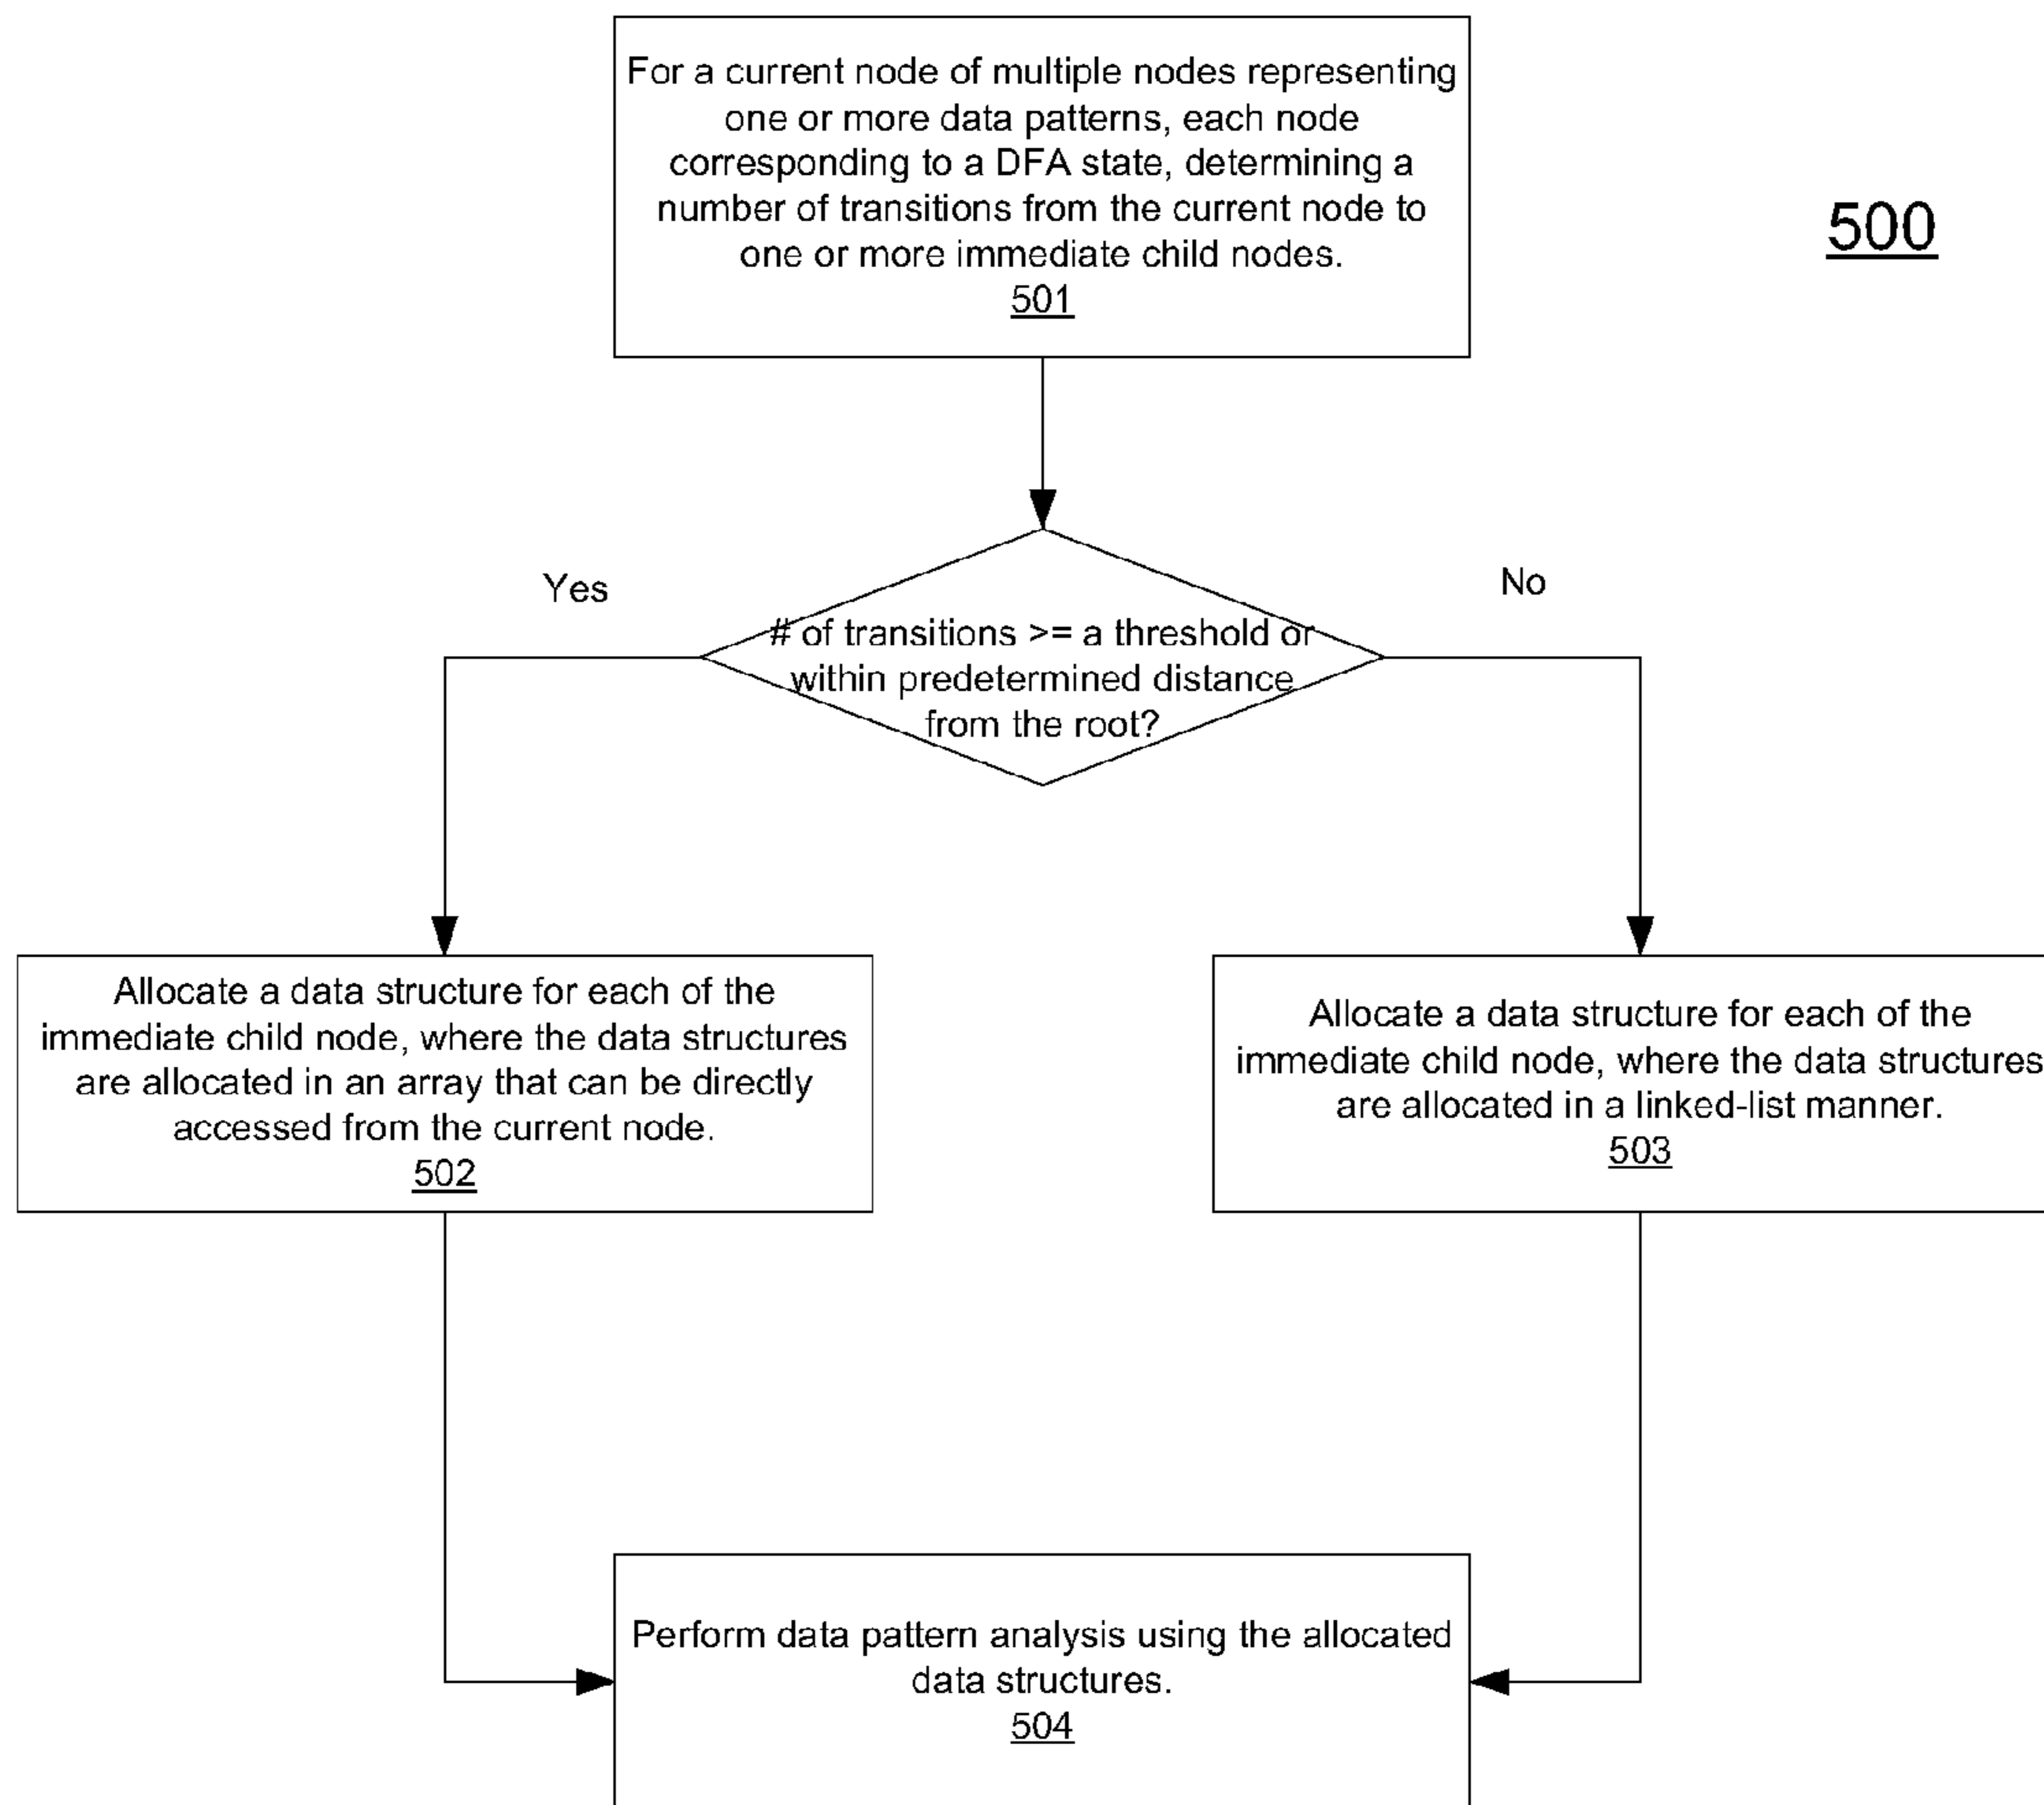 For a current node of multiple nodes representing
one or more data patterns, each node
corresponding to a DFA state, determining a
number of transitions from the current node to
one or more immediate child nodes.
501
500
Yes
No
# of transitions >= a threshold or
within predetermined distance
from the root?
Allocate a data structure for each of the
immediate child node, where the data structures
are allocated in an array that can be directly
accessed from the current node.
502
Allocate a data structure for each of the
immediate child node, where the data structures
are allocated in a linked-list manner.
503
Perform data pattern analysis using the allocated
data structures.
504